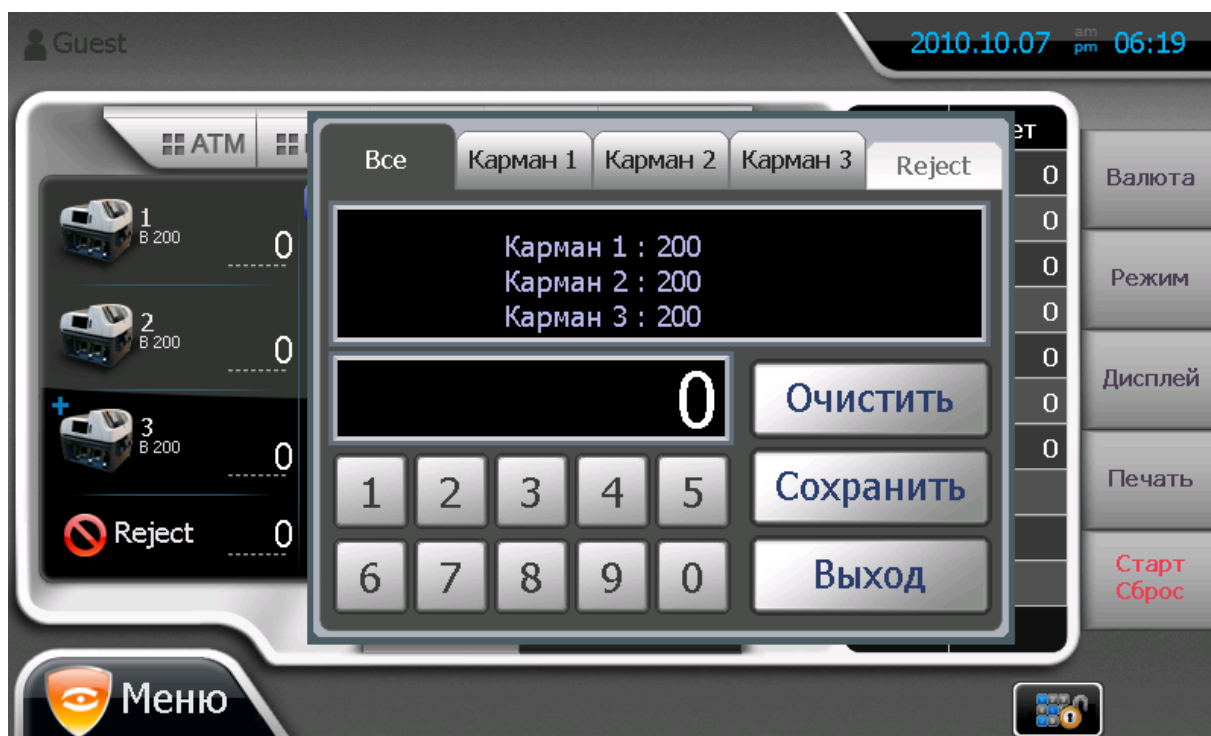 Guest
2010.10.07 am pm 06:19
ATM
Все Карман 1 Карман 2 Карман 3 Reject
Карман 1 : 200
Карман 2 : 200
Карман 3 : 200
0
Очистить
1 2 3 4 5
Сохранить
6 7 8 9 0
Выход
1
B 200
0
2
B 200
0
3
B 200
0
Reject
0
0
0
0
0
0
0
0
Валюта
Режим
Дисплей
Печать
Старт
Сброс
Меню